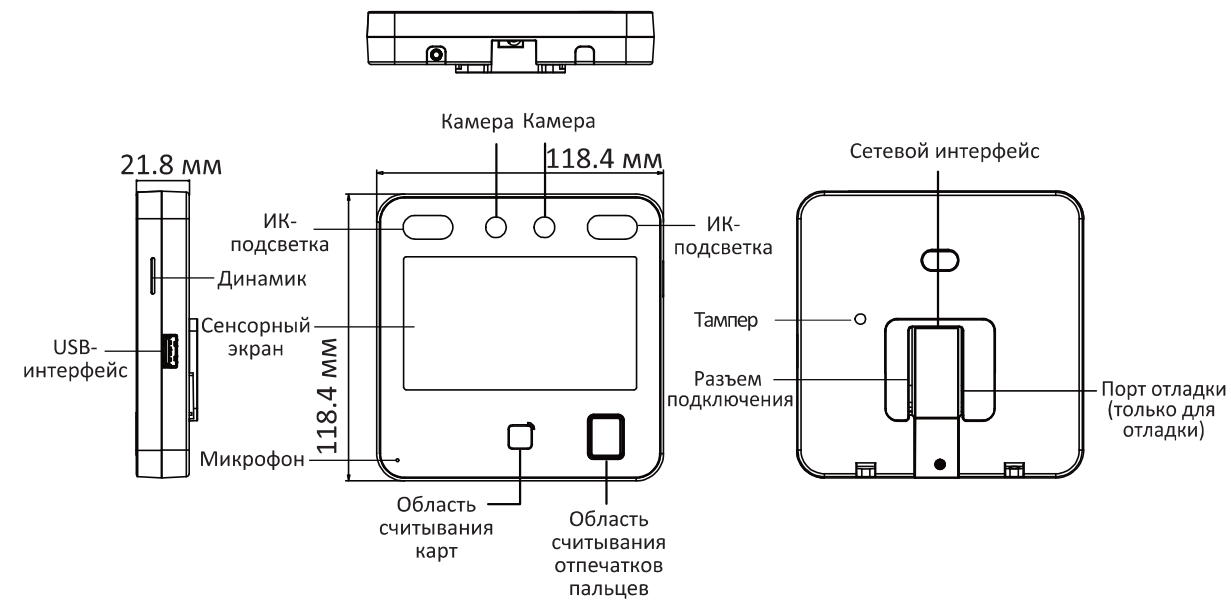 Камера Камера
21.8 мм
118.4 мм
Сетевой интерфейс
ИК-
подсветка
ИК-
подсветка
Динамик
Сенсорный
экран
USB-
интерфейс
118.4 мм
Микрофон
Область
считывания
карт
Область
считывания
отпечатков
пальцев
Тампер
Разъем
подключения
Порт отладки
(только для
отладки)